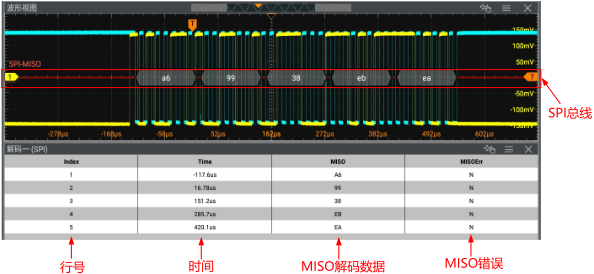 波形视图
T
150mV
100mV
50mV
SPI-MISO
1
a6 99 38 eb ea
T
SPI总线
-50mV
-100mV
-150mV
-278μs -168μs -58μs 52μs 162μs 272μs 382μs 492μs 602μs
解码一 (SPI)
Index Time MISO MISOErr
1 -117.6us A6 N
2 16.78us 99 N
3 151.2us 38 N
4 285.7us EB N
5 420.1us EA N
行号 时间 MISO解码数据 MISO错误